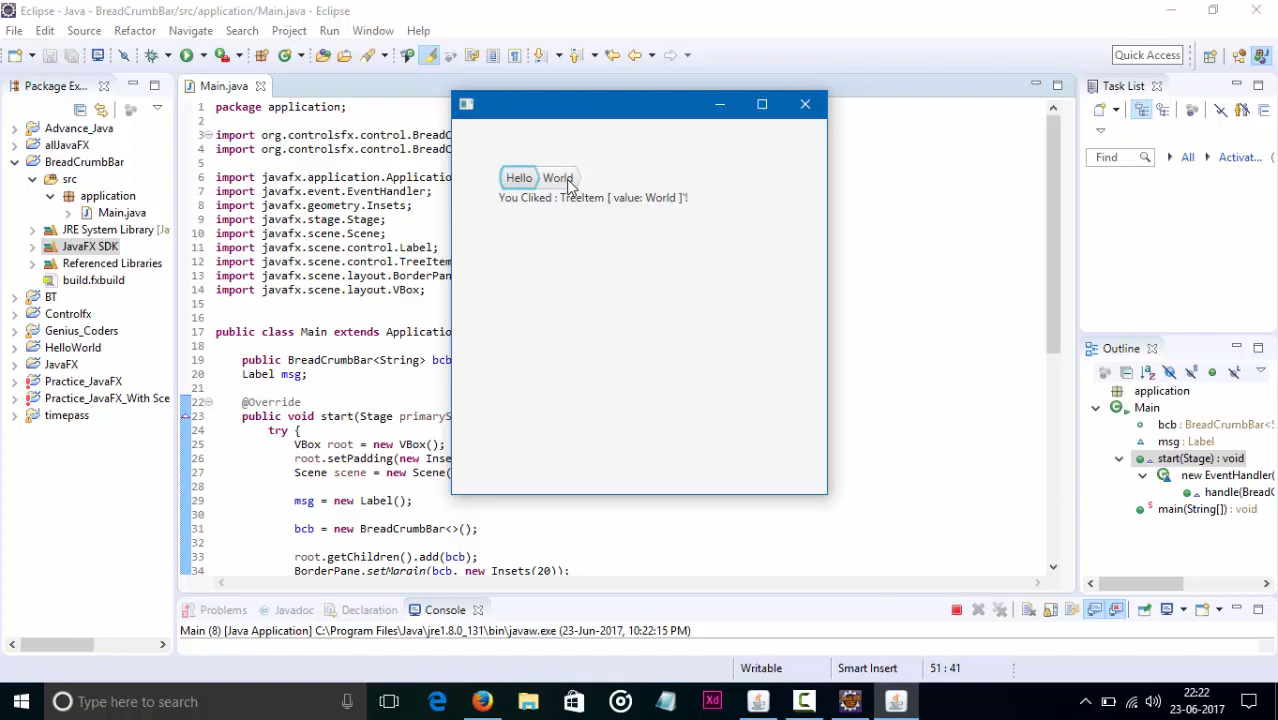 Eclipse - Java - BreadCrumbBar/src/application/Main.java - Eclipse
File Edit Source Refactor Navigate Search Project Run Window Help
Quick Access
Package Ex...
Advance_Java
allJavaFX
BreadCrumbBar
src
application
Main.java
JRE System Library [Ja
JavaFX SDK
Referenced Libraries
build.fxbuild
BT
Controlfx
Genius_Coders
HelloWorld
JavaFX
Practice_JavaFX
Practice_JavaFX_With Sce
timepass
Main.java
1 package application;
2
3 import org.controlsfx.control.BreadC
4 import org.controlsfx.control.BreadC
5
6 import javafx.application.Applicatio
7 import javafx.event.EventHandler;
8 import javafx.geometry.Insets;
9 import javafx.stage.Stage;
10 import javafx.scene.Scene;
11 import javafx.scene.control.Label;
12 import javafx.scene.control.TreeItem
13 import javafx.scene.layout.BorderPan
14 import javafx.scene.layout.VBox;
15
16
17 public class Main extends Application
18
19 public BreadCrumbBar<String> bcb
20 Label msg;
21
22 @Override
23 public void start(Stage primaryS
24 try {
25 VBox root = new VBox();
26 root.setPadding(new Inse
27 Scene scene = new Scene(
28
29 msg = new Label();
30
31 bcb = new BreadCrumbBar<>();
32
33 root.getChildren().add(bcb);
34 BorderPane.setMargin(bcb, new Insets(20));
Hello World
You Cliked : TreeItem [ value: World ]'!
Task List
Find All Activat...
Outline
application
Main
bcb : BreadCrumbBar<S
msg : Label
start(Stage) : void
new EventHandler(
handle(BreadC
main(String[]) : void
Problems Javadoc Declaration Console
Main (8) [Java Application] C:\Program Files\Java\jre1.8.0_131\bin\javaw.exe (23-Jun-2017, 10:22:15 PM)
Writable Smart Insert 51 : 41
Type here to search
Xd
22:22
23-06-2017